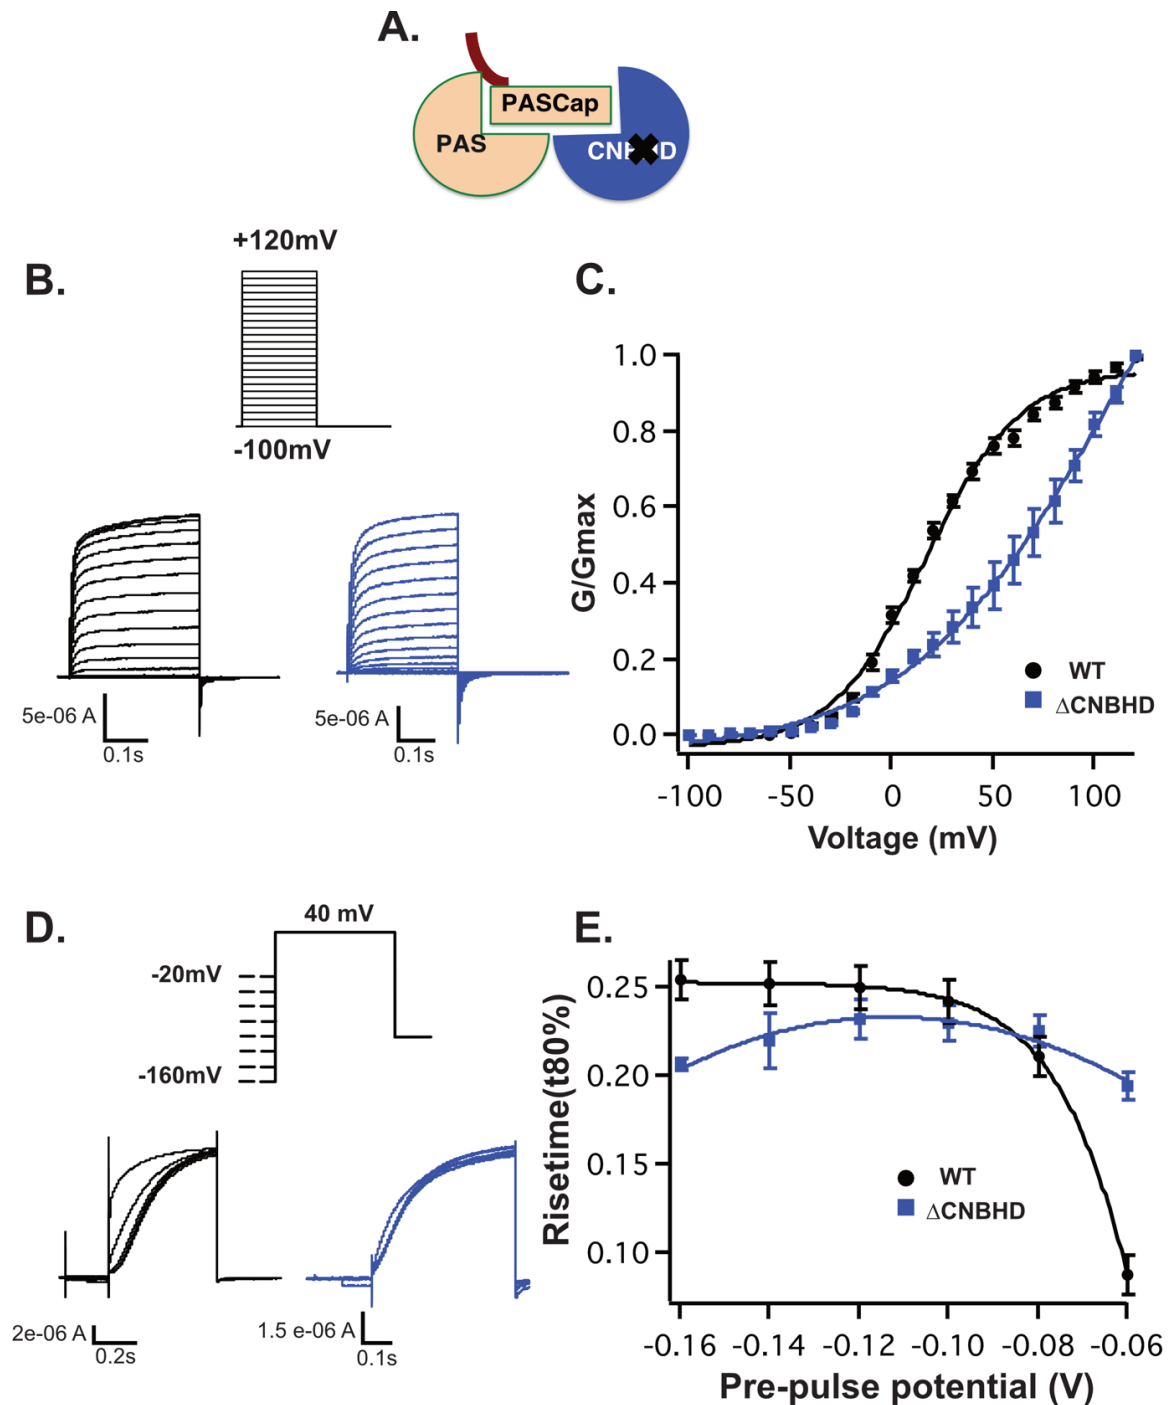 A.
PASCap
PAS
+120mV
B.
-100mV
5e-06 A
0.1s
5e-06 A
0.1s
C.
G/Gmax
1.0
0.8
0.6
0.4
0.2
0.0
WT
ΔCNBHD
-100 -50 0 50 100
Voltage (mV)
D.
40 mV
-20mV
-160mV
2e-06 A
0.2s
1.5 e-06 A
0.1s
E.
Risetime(t80%)
0.25
0.20
0.15
0.10
WT
ΔCNBHD
-0.16 -0.14 -0.12 -0.10 -0.08 -0.06
Pre-pulse potential (V)